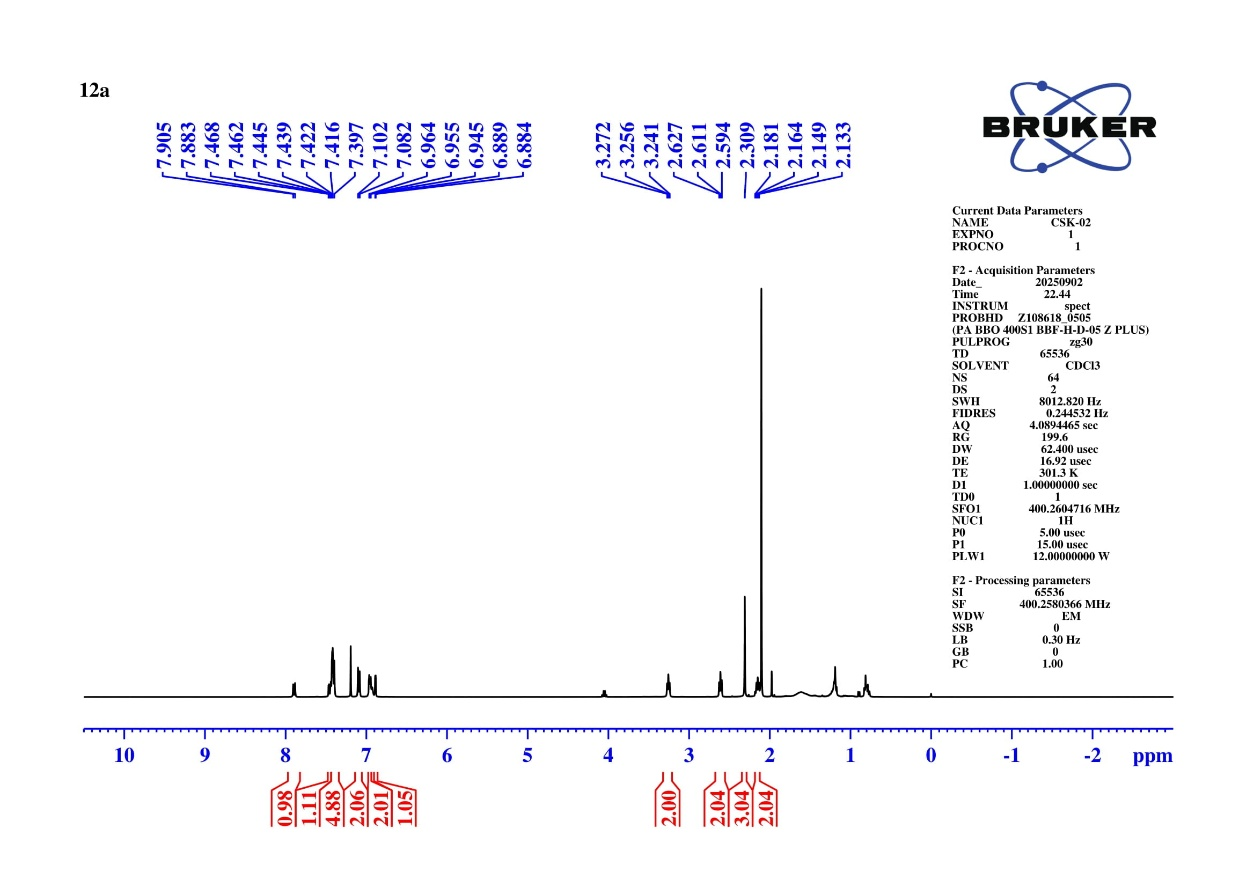 12a
BRUKER
7.905
7.883
7.468
7.462
7.445
7.439
7.422
7.416
7.397
7.102
7.082
6.964
6.955
6.945
6.889
6.884
3.272
3.256
3.241
2.627
2.611
2.594
2.309
2.181
2.164
2.149
2.133
Current Data Parameters
NAME CSK-02
EXPNO 1
PROCNO 1
F2 - Acquisition Parameters
Date_ 20250902
Time 22.44
INSTRUM spect
PROBHD Z108618_0505
(PA BBO 400S1 BBF-H-D-05 Z PLUS)
PULPROG zg30
TD 65536
SOLVENT CDCl3
NS 64
DS 2
SWH 8012.820 Hz
FIDRES 0.244532 Hz
AQ 4.0894465 sec
RG 199.6
DW 62.400 usec
DE 16.92 usec
TE 301.3 K
D1 1.00000000 sec
TD0 1
SFO1 400.2604716 MHz
NUC1 1H
P0 5.00 usec
P1 15.00 usec
PLW1 12.00000000 W
F2 - Processing parameters
SI 65536
SF 400.2580366 MHz
WDW EM
SSB 0
LB 0.30 Hz
GB 0
PC 1.00
10 9 8 7 6 5 4 3 2 1 0 -1 -2 ppm
0.98
1.11
4.88
2.06
2.01
1.05
2.00
2.04
3.04
2.04